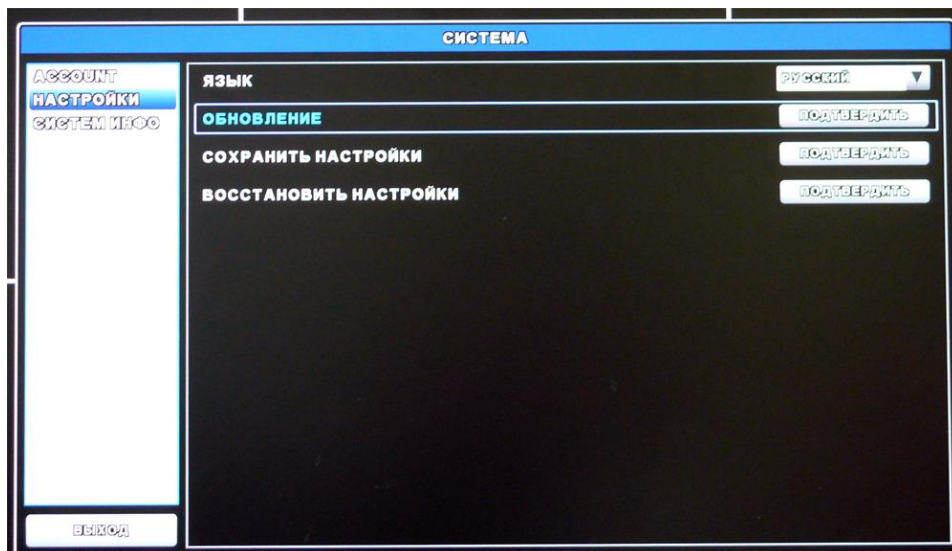 СИСТЕМА
ACCOUNT
НАСТРОЙКИ
СИСТЕМ ИНФО
ЯЗЫК
РУССКИЙ
ОБНОВЛЕНИЕ
ПОДТВЕРДИТЬ
СОХРАНИТЬ НАСТРОЙКИ
ПОДТВЕРДИТЬ
ВОССТАНОВИТЬ НАСТРОЙКИ
ПОДТВЕРДИТЬ
ВЫХОД